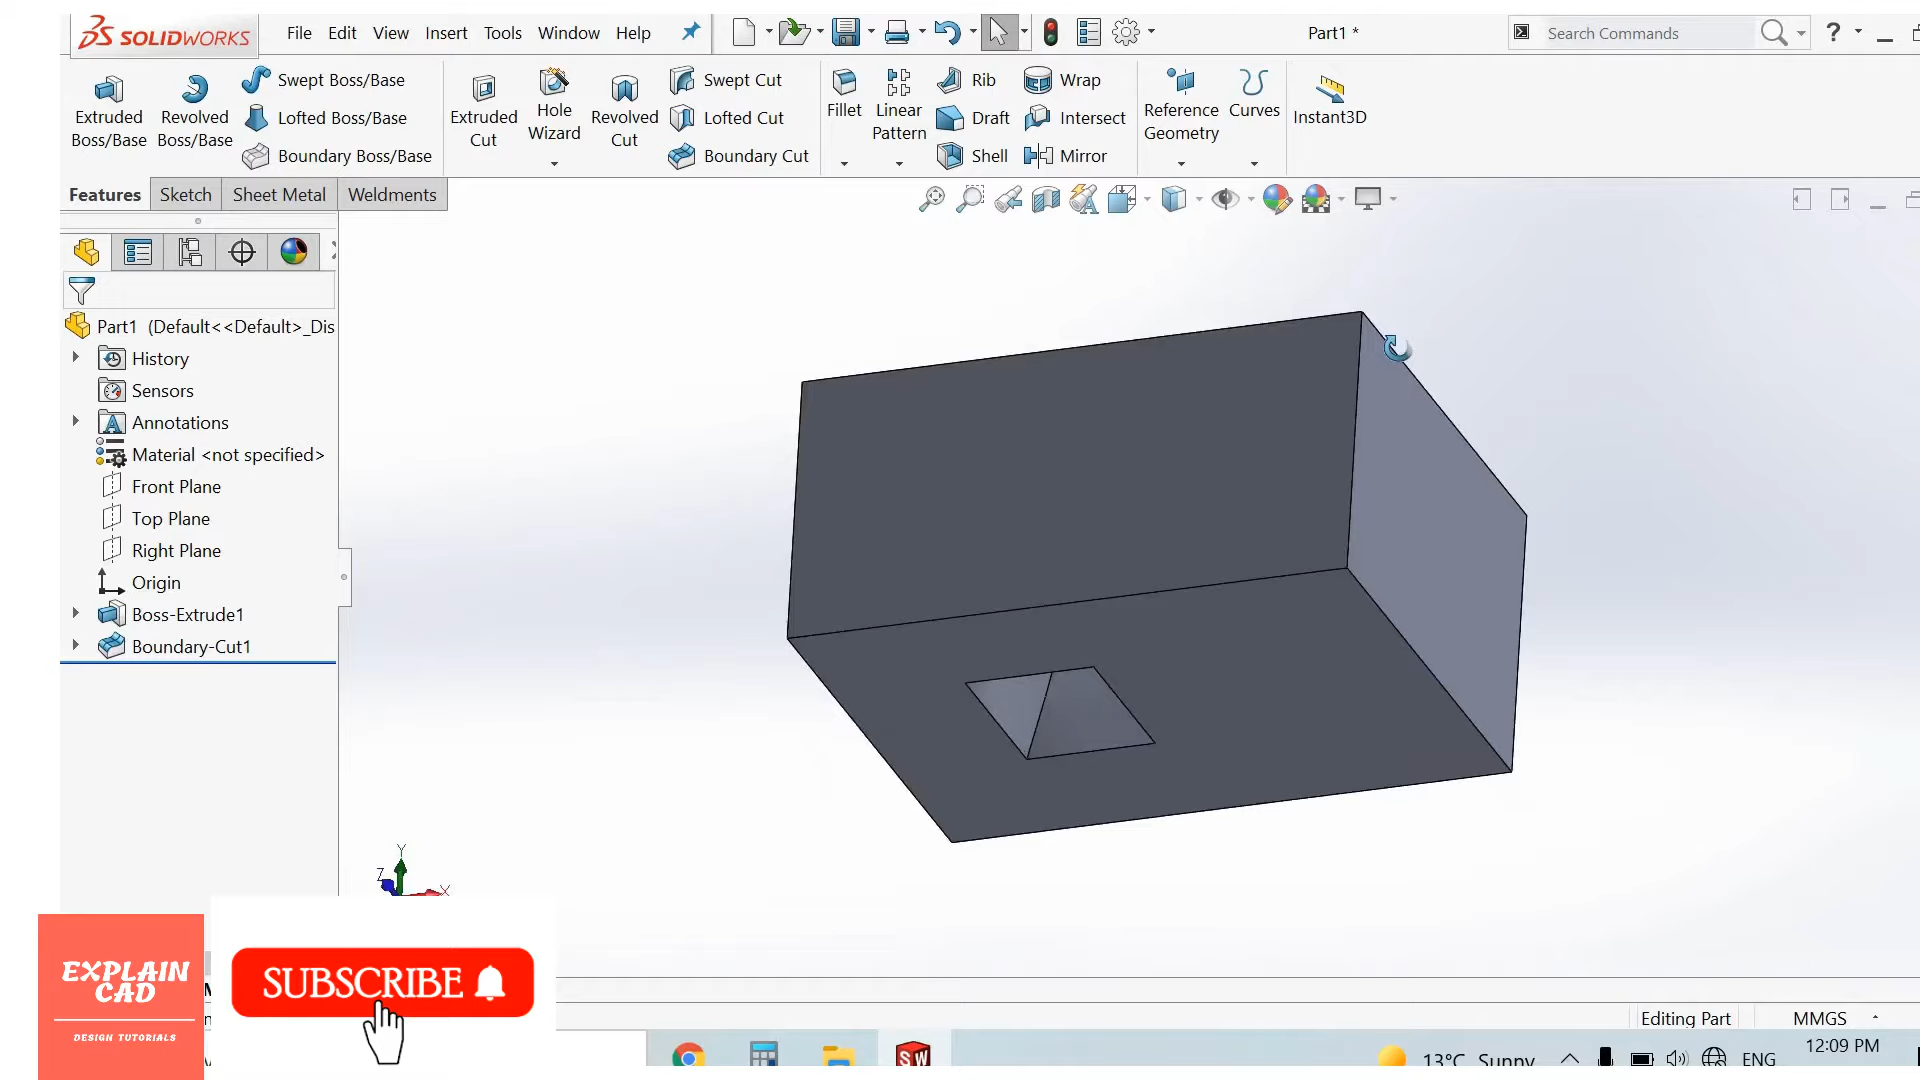 SOLIDWORKS File Edit View Insert Tools Window Help Part1 * Search Commands ?
Extruded Boss/Base
Revolved Boss/Base
Swept Boss/Base
Lofted Boss/Base
Boundary Boss/Base
Extruded Cut
Hole Wizard
Revolved Cut
Swept Cut
Lofted Cut
Boundary Cut
Fillet
Linear Pattern
Rib
Draft
Shell
Wrap
Intersect
Mirror
Reference Geometry
Curves
Instant3D
Features Sketch Sheet Metal Weldments
Part1 (Default<<Default>_Dis
History
Sensors
Annotations
Material <not specified>
Front Plane
Top Plane
Right Plane
Origin
Boss-Extrude1
Boundary-Cut1
Y
Z
X
EXPLAIN
CAD
DESIGN TUTORIALS
SUBSCRIBE
Editing Part MMGS
SW
13°C Sunny ENG 12:09 PM